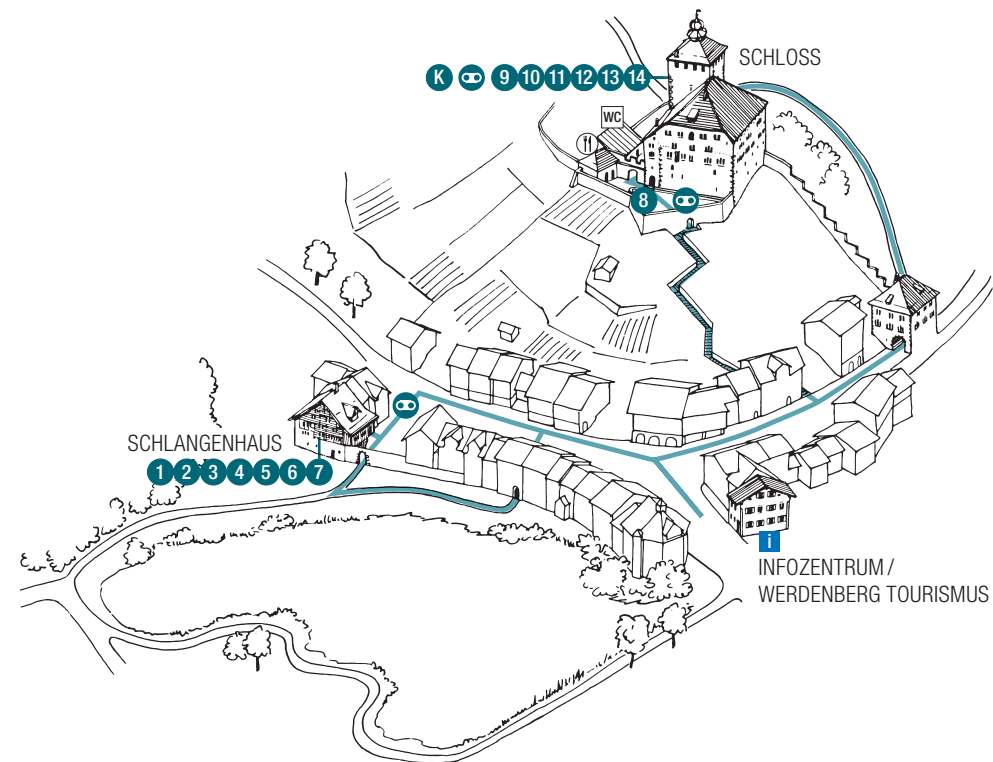 SCHLOSS
K 9 10 11 12 13 14
WC
8
SCHLANGENHAUS
1 2 3 4 5 6 7
i
INFOZENTRUM /
WERDENBERG TOURISMUS